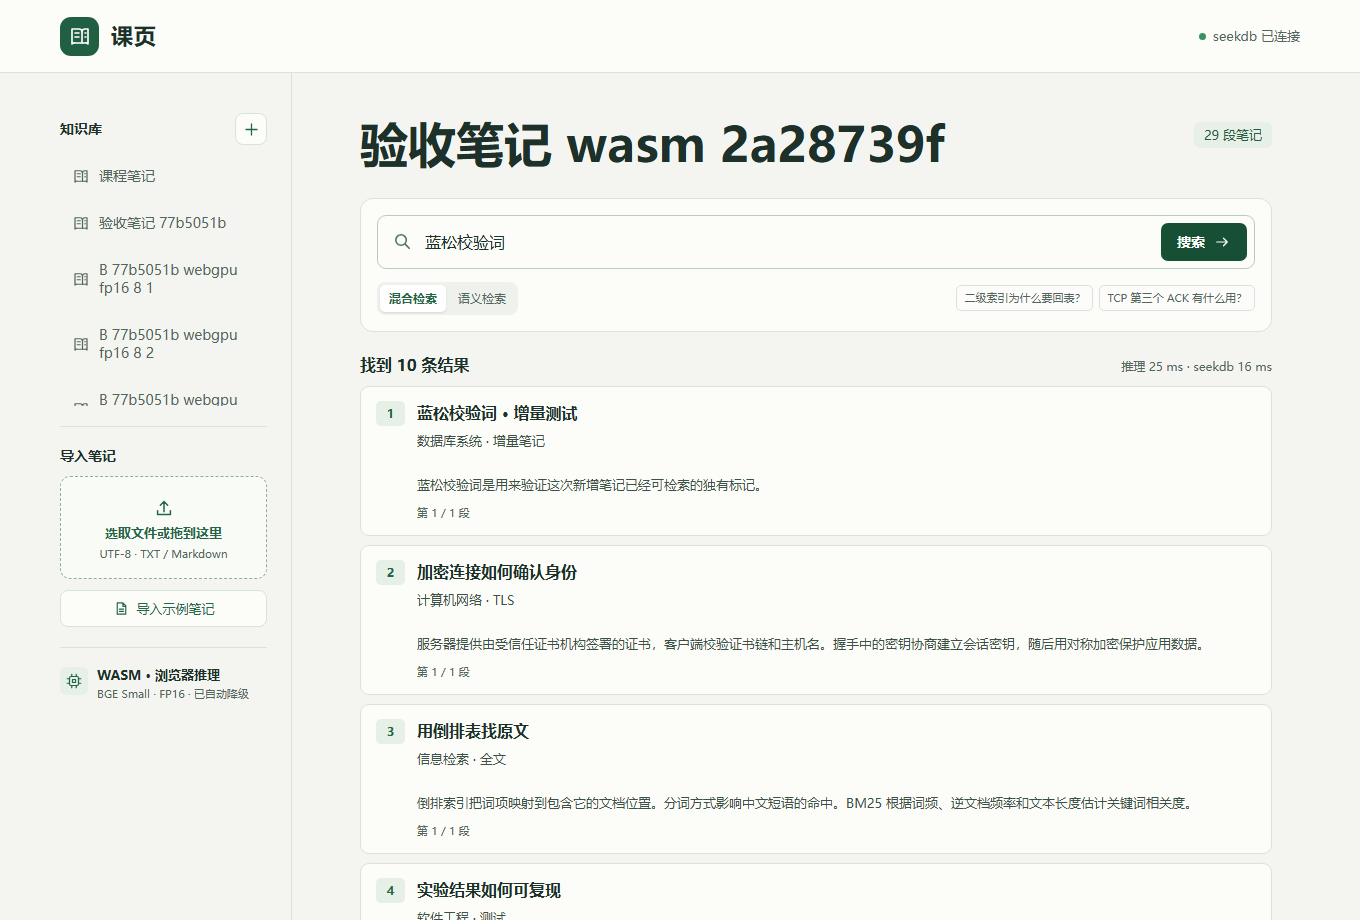 课页
seekdb 已连接
知识库
课程笔记
验收笔记 77b5051b
B 77b5051b webgpu
fp16 8 1
B 77b5051b webgpu
fp16 8 2
B 77b5051b webgpu
导入笔记
选取文件或拖到这里
UTF-8 · TXT / Markdown
导入示例笔记
WASM • 浏览器推理
BGE Small · FP16 · 已自动降级
验收笔记 wasm 2a28739f
29 段笔记
蓝松校验词
搜索
混合检索 语义检索
二级索引为什么要回表？ TCP 第三个 ACK 有什么用？
找到 10 条结果
推理 25 ms · seekdb 16 ms
1 蓝松校验词 • 增量测试
数据库系统 · 增量笔记
蓝松校验词是用来验证这次新增笔记已经可检索的独有标记。
第 1 / 1 段
2 加密连接如何确认身份
计算机网络 · TLS
服务器提供由受信任证书机构签署的证书，客户端校验证书链和主机名。握手中的密钥协商建立会话密钥，随后用对称加密保护应用数据。
第 1 / 1 段
3 用倒排表找原文
信息检索 · 全文
倒排索引把词项映射到包含它的文档位置。分词方式影响中文短语的命中。BM25 根据词频、逆文档频率和文本长度估计关键词相关度。
第 1 / 1 段
4 实验结果如何可复现
软件工程 · 测试